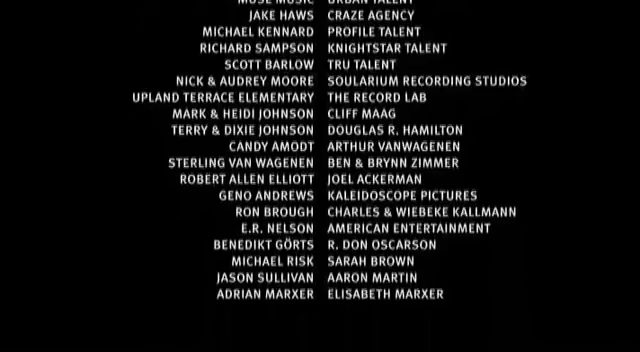 MUSE MUSIC URBAN TALENT
JAKE HAWS CRAZE AGENCY
MICHAEL KENNARD PROFILE TALENT
RICHARD SAMPSON KNIGHTSTAR TALENT
SCOTT BARLOW TRU TALENT
NICK & AUDREY MOORE SOULARIUM RECORDING STUDIOS
UPLAND TERRACE ELEMENTARY THE RECORD LAB
MARK & HEIDI JOHNSON CLIFF MAAG
TERRY & DIXIE JOHNSON DOUGLAS R. HAMILTON
CANDY AMODT ARTHUR VANWAGENEN
STERLING VAN WAGENEN BEN & BRYNN ZIMMER
ROBERT ALLEN ELLIOTT JOEL ACKERMAN
GENO ANDREWS KALEIDOSCOPE PICTURES
RON BROUGH CHARLES & WIEBEKE KALLMANN
E.R. NELSON AMERICAN ENTERTAINMENT
BENEDIKT GÖRTS R. DON OSCARSON
MICHAEL RISK SARAH BROWN
JASON SULLIVAN AARON MARTIN
ADRIAN MARXER ELISABETH MARXER